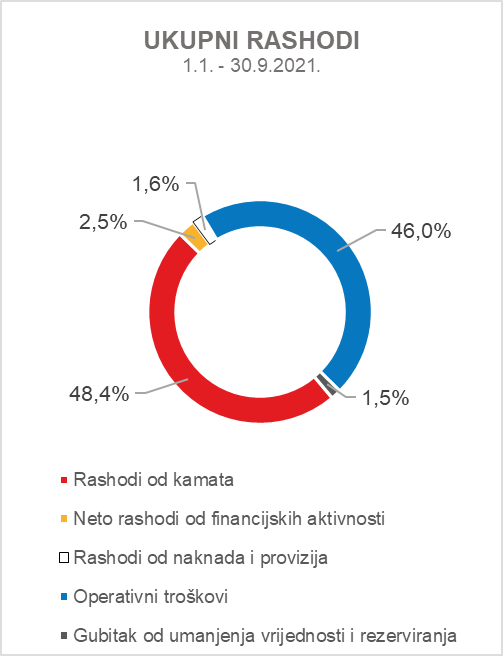 UKUPNI RASHODI
1.1. - 30.9.2021.
1,6%
2,5%
46,0%
48,4%
1,5%
Rashodi od kamata
Neto rashodi od financijskih aktivnosti
Rashodi od naknada i provizija
Operativni troškovi
Gubitak od umanjenja vrijednosti i rezerviranja